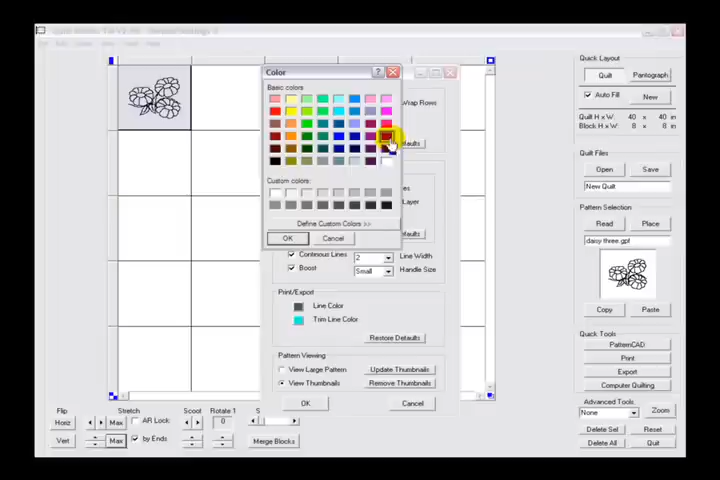 Color
Basic colors:
Custom colors:
Define Custom Colors >>
OK
Cancel
Wrap Rows
Continous Lines
2
Line Width
Boost
Small
Handle Size
Print/Export
Line Color
Trim Line Color
Restore Defaults
Pattern Viewing
View Large Pattern
Update Thumbnails
View Thumbnails
Remove Thumbnails
OK
Cancel
Quick Layout
Quilt
Pantograph
Auto Fill
New
Quilt H x W: 40 x 40 in
Block H x W: 8 x 8 in
Quilt Files
Open
Save
New Quilt
Pattern Selection
Read
Place
daisy three.gpf
Copy
Paste
Quick Tools
PatternCAD
Print
Export
Computer Quilting
Advanced Tools
None
Zoom
Delete Sel
Reset
Delete All
Quit
Flip
Stretch
Scoot
Rotate 1
Horiz
Max
AR Lock:
0
Vert
Max
by Ends
Merge Blocks